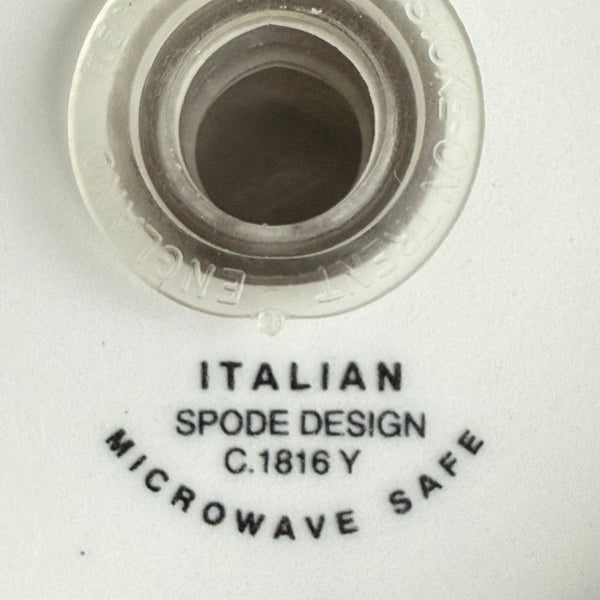 STOKE-ON-TRENT
ENGLAND
ITALIAN
SPODE DESIGN
C.1816 Y
MICROWAVE SAFE